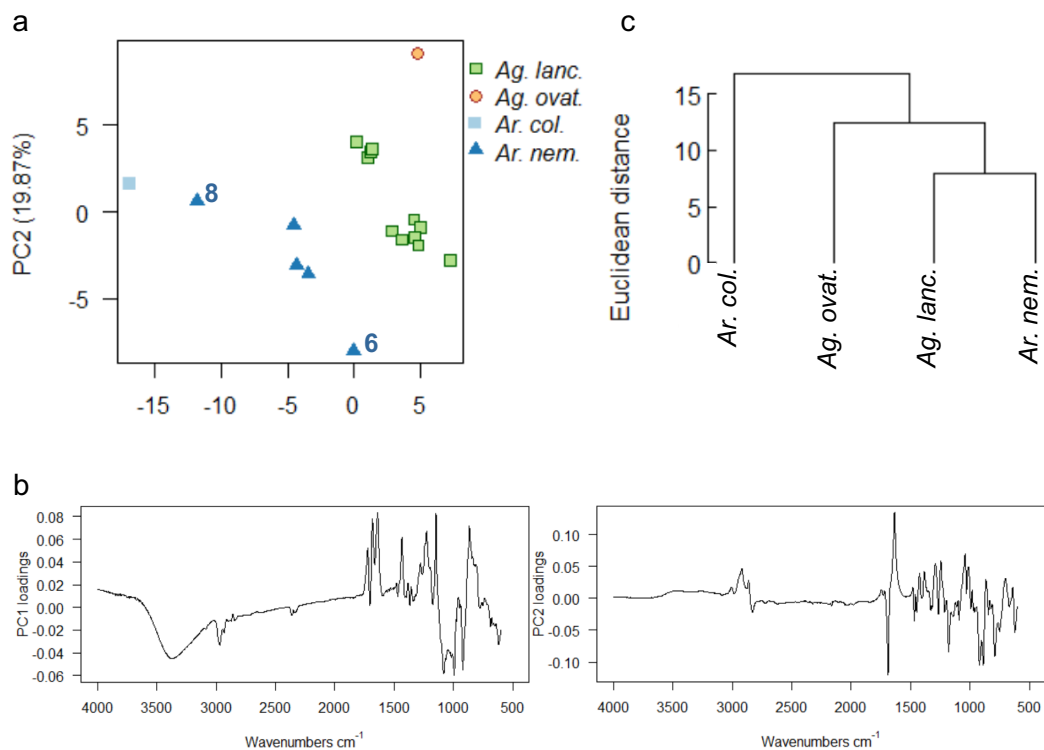 a
PC2 (19.87%)
5
0
-5
-15
-10
-5
0
5
8
6
Ag. lanc.
Ag. ovat.
Ar. col.
Ar. nem.
c
Euclidean distance
15
10
5
0
Ar. col.
Ag. ovat.
Ag. lanc.
Ar. nem.
b
PC1 loadings
0.08
0.06
0.04
0.02
0.00
-0.02
-0.04
-0.06
4000 3000 2500 2000 1500 1000 500
Wavenumbers cm⁻¹
PC2 loadings
0.10
0.05
0.00
-0.05
-0.10
4000 3500 3000 2500 2000 1500 1000 500
Wavenumbers cm⁻¹